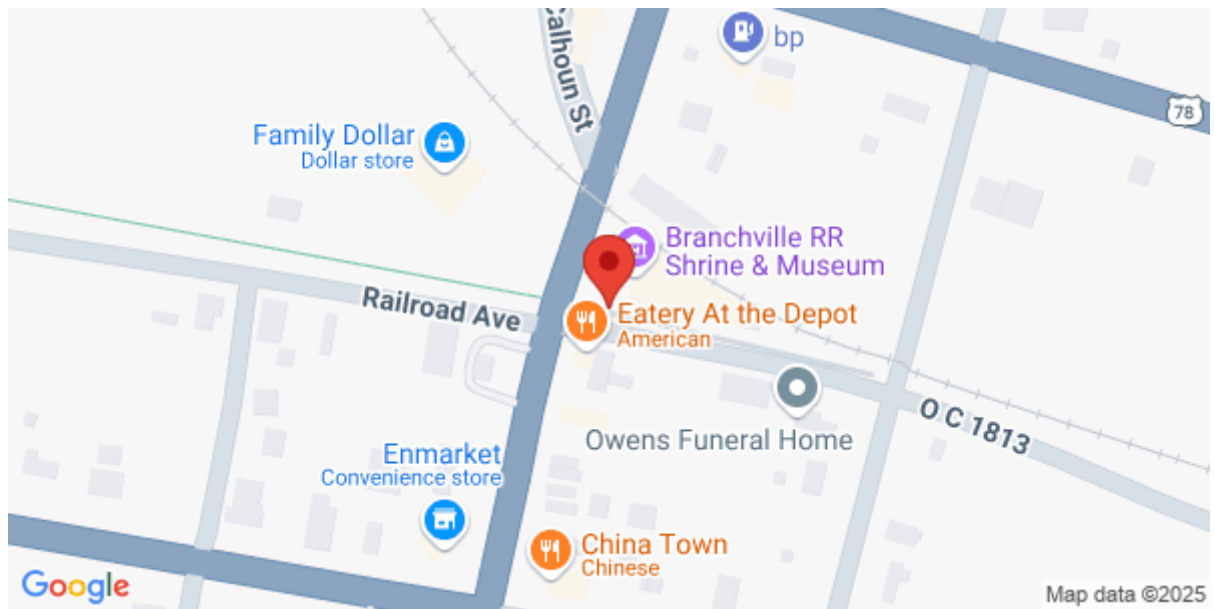 Calhoun St
bp
78
Family Dollar
Dollar store
Branchville RR
Shrine & Museum
Railroad Ave
Eatery At the Depot
American
O C 1813
Owens Funeral Home
Enmarket
Convenience store
China Town
Chinese
Google
Map data ©2025